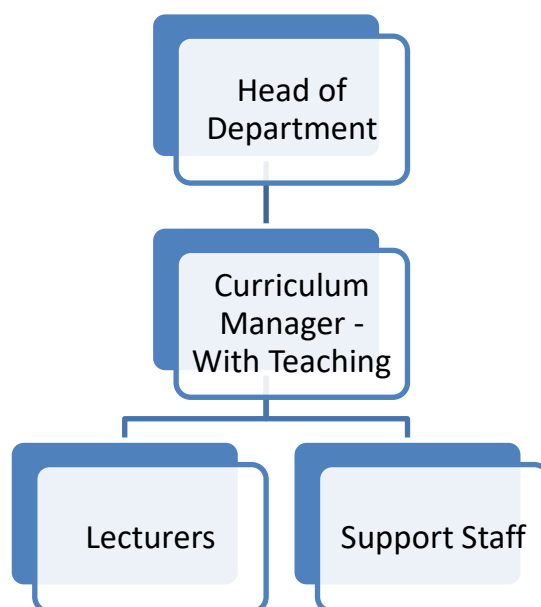 Head of
Department
Curriculum
Manager -
With Teaching
Lecturers
Support Staff